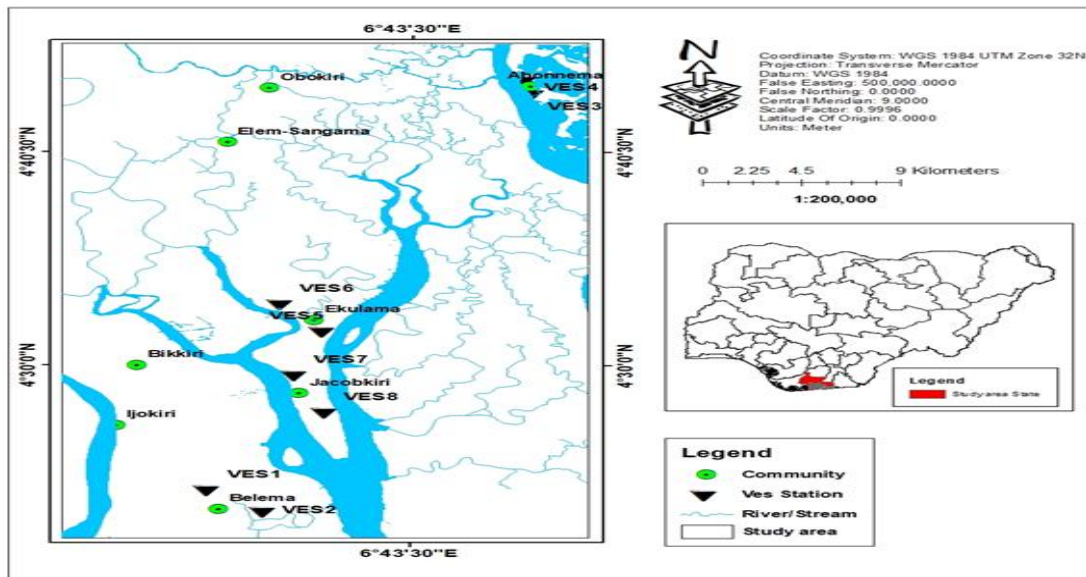 6°43'30"E
4°40'30"N
4°30'0"N
Obokiri
Elem-Sangama
Abonnema
VES4
VES3
VES6
Ekulama
VES5
VES7
Bikkiri
Jacobkiri
VES8
Ijokiri
VES1
Belema
VES2
6°43'30"E
4°40'30"N
4°30'0"N
N
Coordinate System: WGS 1984 UTM Zone 32N
Projection: Transverse Mercator
Datum: WGS 1984
False Easting: 500,000.0000
False Northing: 0.0000
Central Meridian: 9.0000
Scale Factor: 0.9996
Latitude Of Origin: 0.0000
Units: Meter
0 2.25 4.5 9 Kilometers
1:200,000
Legend
Study area State
Legend
Community
Ves Station
River/Stream
Study area